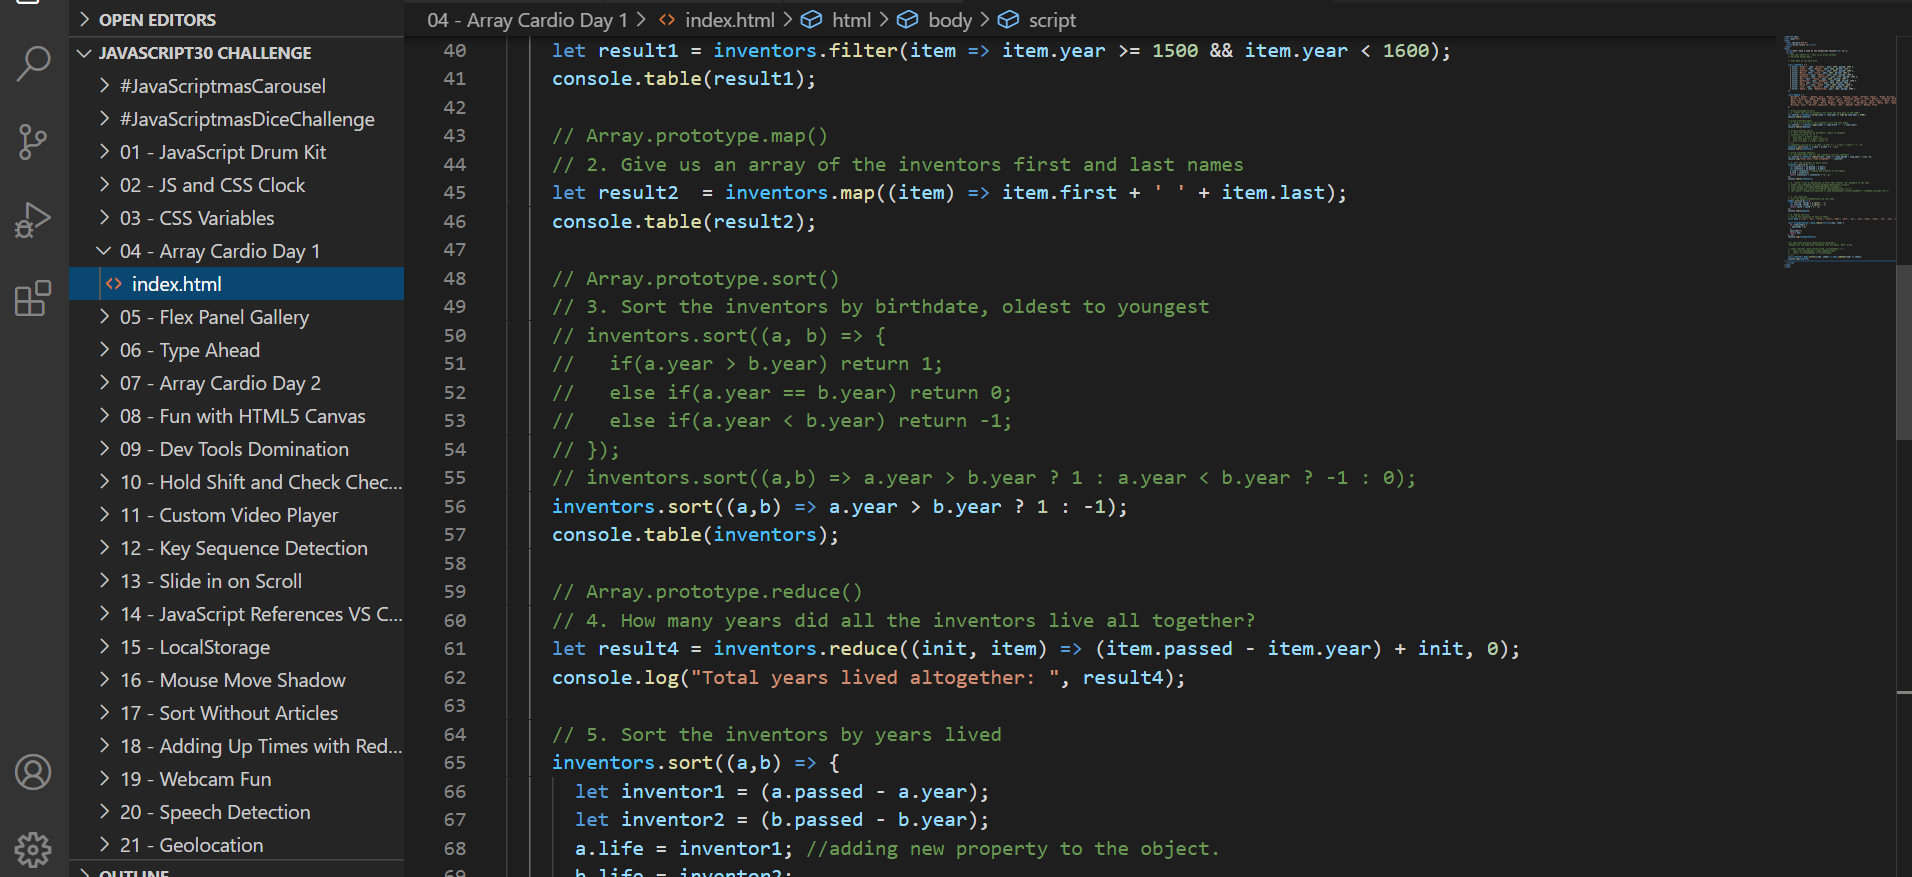 OPEN EDITORS
JAVASCRIPT30 CHALLENGE
#JavaScriptmasCarousel
#JavaScriptmasDiceChallenge
01 - JavaScript Drum Kit
02 - JS and CSS Clock
03 - CSS Variables
04 - Array Cardio Day 1
index.html
05 - Flex Panel Gallery
06 - Type Ahead
07 - Array Cardio Day 2
08 - Fun with HTML5 Canvas
09 - Dev Tools Domination
10 - Hold Shift and Check Chec...
11 - Custom Video Player
12 - Key Sequence Detection
13 - Slide in on Scroll
14 - JavaScript References VS C...
15 - LocalStorage
16 - Mouse Move Shadow
17 - Sort Without Articles
18 - Adding Up Times with Red...
19 - Webcam Fun
20 - Speech Detection
21 - Geolocation
OUTLINE
04 - Array Cardio Day 1 > index.html > html > body > script
40 let result1 = inventors.filter(item => item.year >= 1500 && item.year < 1600);
41 console.table(result1);
42
43 // Array.prototype.map()
44 // 2. Give us an array of the inventors first and last names
45 let result2  = inventors.map((item) => item.first + ' ' + item.last);
46 console.table(result2);
47
48 // Array.prototype.sort()
49 // 3. Sort the inventors by birthdate, oldest to youngest
50 // inventors.sort((a, b) => {
51 //   if(a.year > b.year) return 1;
52 //   else if(a.year == b.year) return 0;
53 //   else if(a.year < b.year) return -1;
54 // });
55 // inventors.sort((a,b) => a.year > b.year ? 1 : a.year < b.year ? -1 : 0);
56 inventors.sort((a,b) => a.year > b.year ? 1 : -1);
57 console.table(inventors);
58
59 // Array.prototype.reduce()
60 // 4. How many years did all the inventors live all together?
61 let result4 = inventors.reduce((init, item) => (item.passed - item.year) + init, 0);
62 console.log("Total years lived altogether: ", result4);
63
64 // 5. Sort the inventors by years lived
65 inventors.sort((a,b) => {
66 let inventor1 = (a.passed - a.year);
67 let inventor2 = (b.passed - b.year);
68 a.life = inventor1; //adding new property to the object.
69 b.life = inventor2;